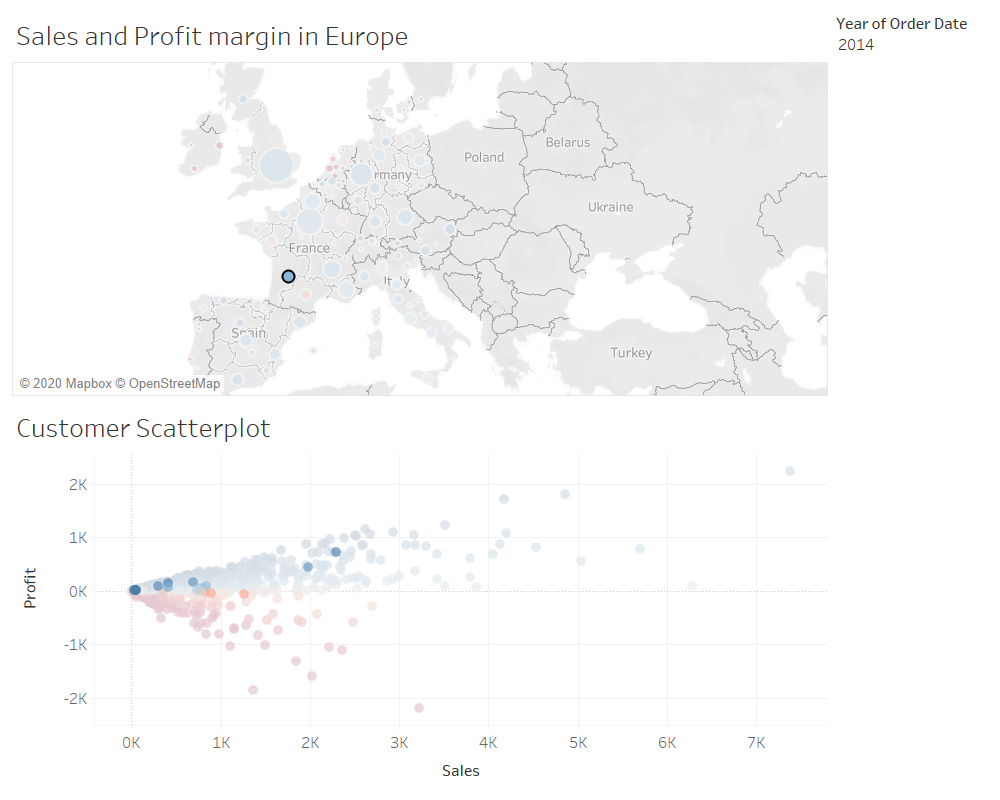 Sales and Profit margin in Europe
Year of Order Date
2014
Belarus
Poland
rmany
Ukraine
France
Italy
Spain
Turkey
© 2020 Mapbox © OpenStreetMap
Customer Scatterplot
2K
1K
0K
-1K
-2K
Profit
0K 1K 2K 3K 4K 5K 6K 7K
Sales